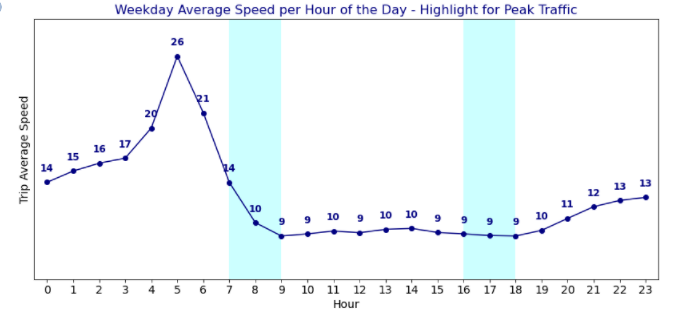 Weekday Average Speed per Hour of the Day - Highlight for Peak Traffic
Trip Average Speed
14 15 16 17 20 26 21 14 10 9 9 10 9 10 10 9 9 9 9 10 11 12 13 13
0 1 2 3 4 5 6 7 8 9 10 11 12 13 14 15 16 17 18 19 20 21 22 23
Hour